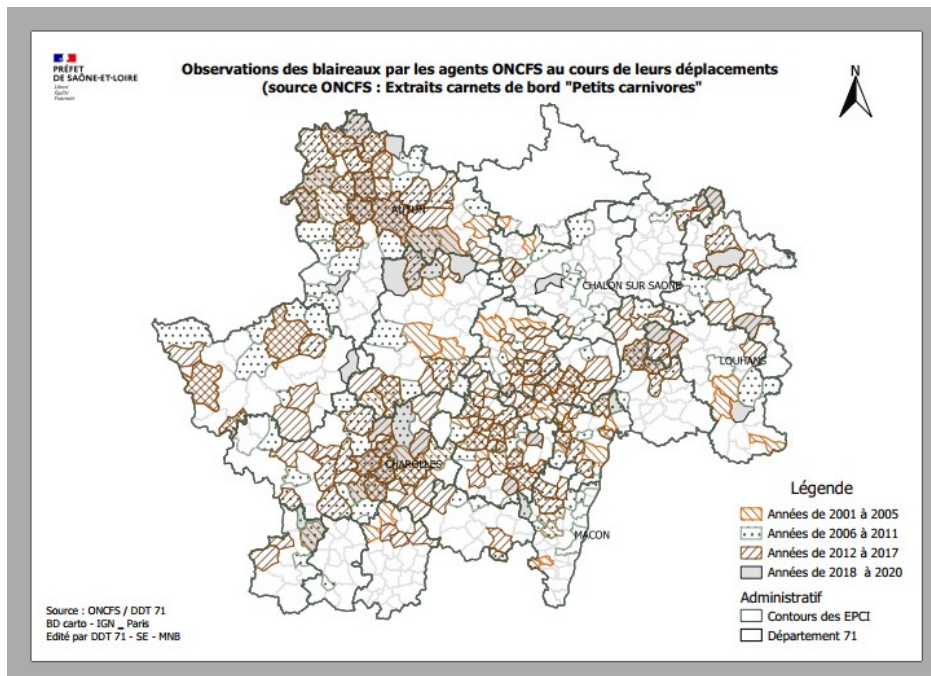 PRÉFET
DE SAÔNE-ET-LOIRE
Liberté
Égalité
Fraternité
Observations des blaireaux par les agents ONCFS au cours de leurs déplacements
(source ONCFS : Extraits carnets de bord "Petits carnivores"
N
AUTUN
CHALON SUR SAONE
LOUHANS
CHAROLLES
MACON
Légende
Années de 2001 à 2005
Années de 2006 à 2011
Années de 2012 à 2017
Années de 2018 à 2020
Administratif
Contours des EPCI
Département 71
Source : ONCFS / DDT 71
BD carto - IGN _ Paris
Edité par DDT 71 - SE - MNB